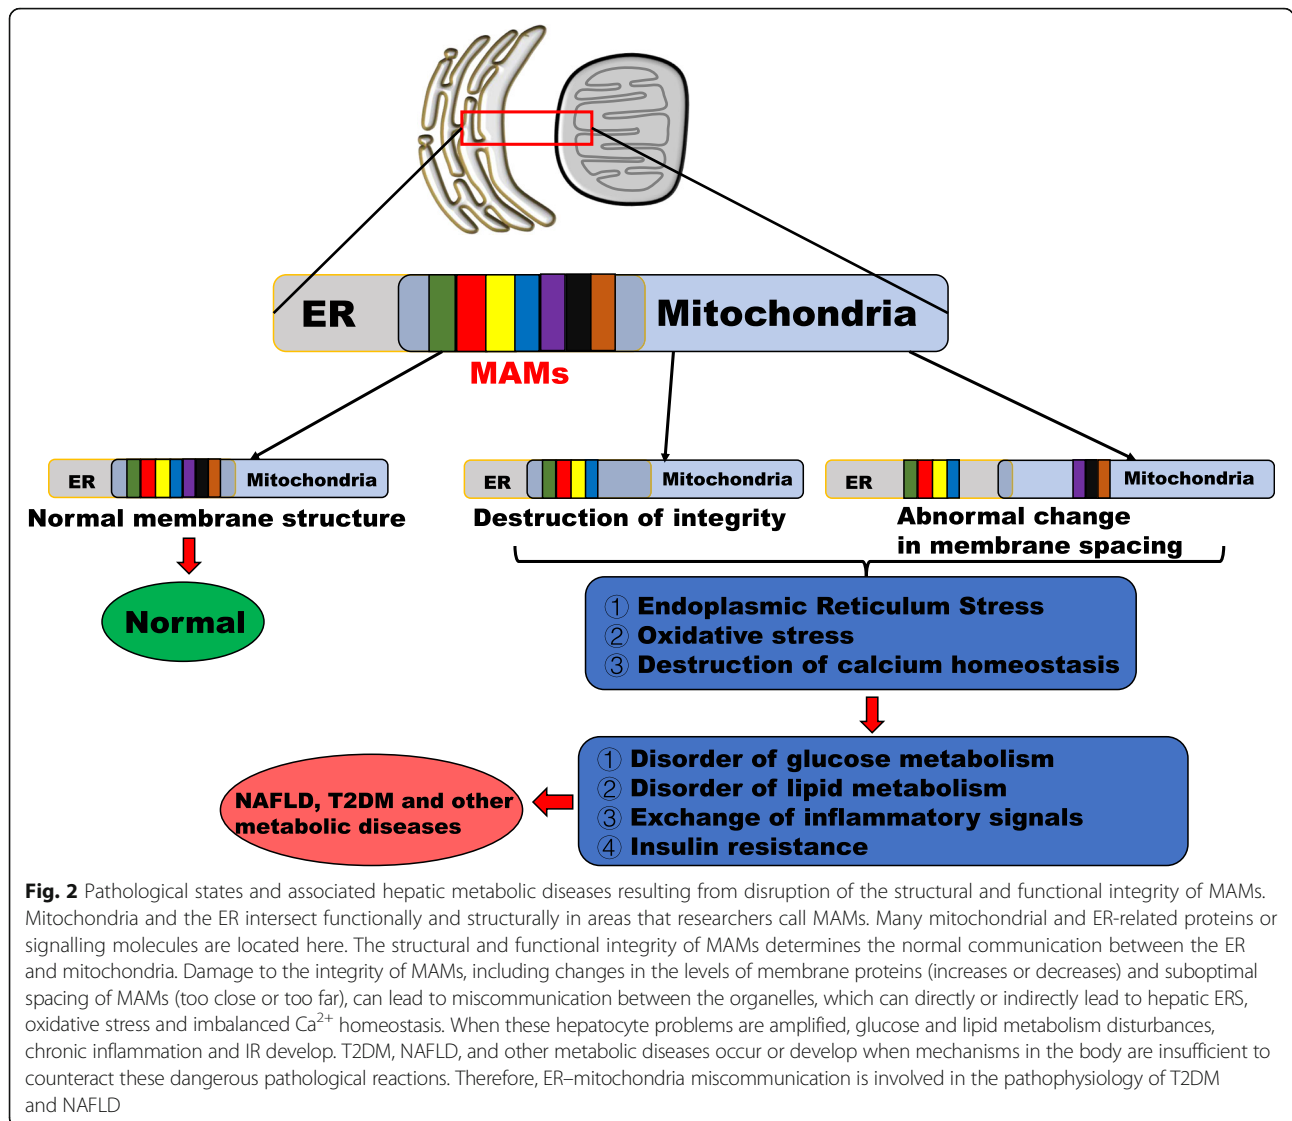 ER
Mitochondria
MAMs
ER
Mitochondria
Normal membrane structure
ER
Mitochondria
Destruction of integrity
ER
Mitochondria
Abnormal change
in membrane spacing
Normal
① Endoplasmic Reticulum Stress
② Oxidative stress
③ Destruction of calcium homeostasis
① Disorder of glucose metabolism
② Disorder of lipid metabolism
③ Exchange of inflammatory signals
④ Insulin resistance
NAFLD, T2DM and other
metabolic diseases
Fig. 2 Pathological states and associated hepatic metabolic diseases resulting from disruption of the structural and functional integrity of MAMs.
Mitochondria and the ER intersect functionally and structurally in areas that researchers call MAMs. Many mitochondrial and ER-related proteins or
signalling molecules are located here. The structural and functional integrity of MAMs determines the normal communication between the ER
and mitochondria. Damage to the integrity of MAMs, including changes in the levels of membrane proteins (increases or decreases) and suboptimal
spacing of MAMs (too close or too far), can lead to miscommunication between the organelles, which can directly or indirectly lead to hepatic ERS,
oxidative stress and imbalanced Ca²⁺ homeostasis. When these hepatocyte problems are amplified, glucose and lipid metabolism disturbances,
chronic inflammation and IR develop. T2DM, NAFLD, and other metabolic diseases occur or develop when mechanisms in the body are insufficient to
counteract these dangerous pathological reactions. Therefore, ER–mitochondria miscommunication is involved in the pathophysiology of T2DM
and NAFLD